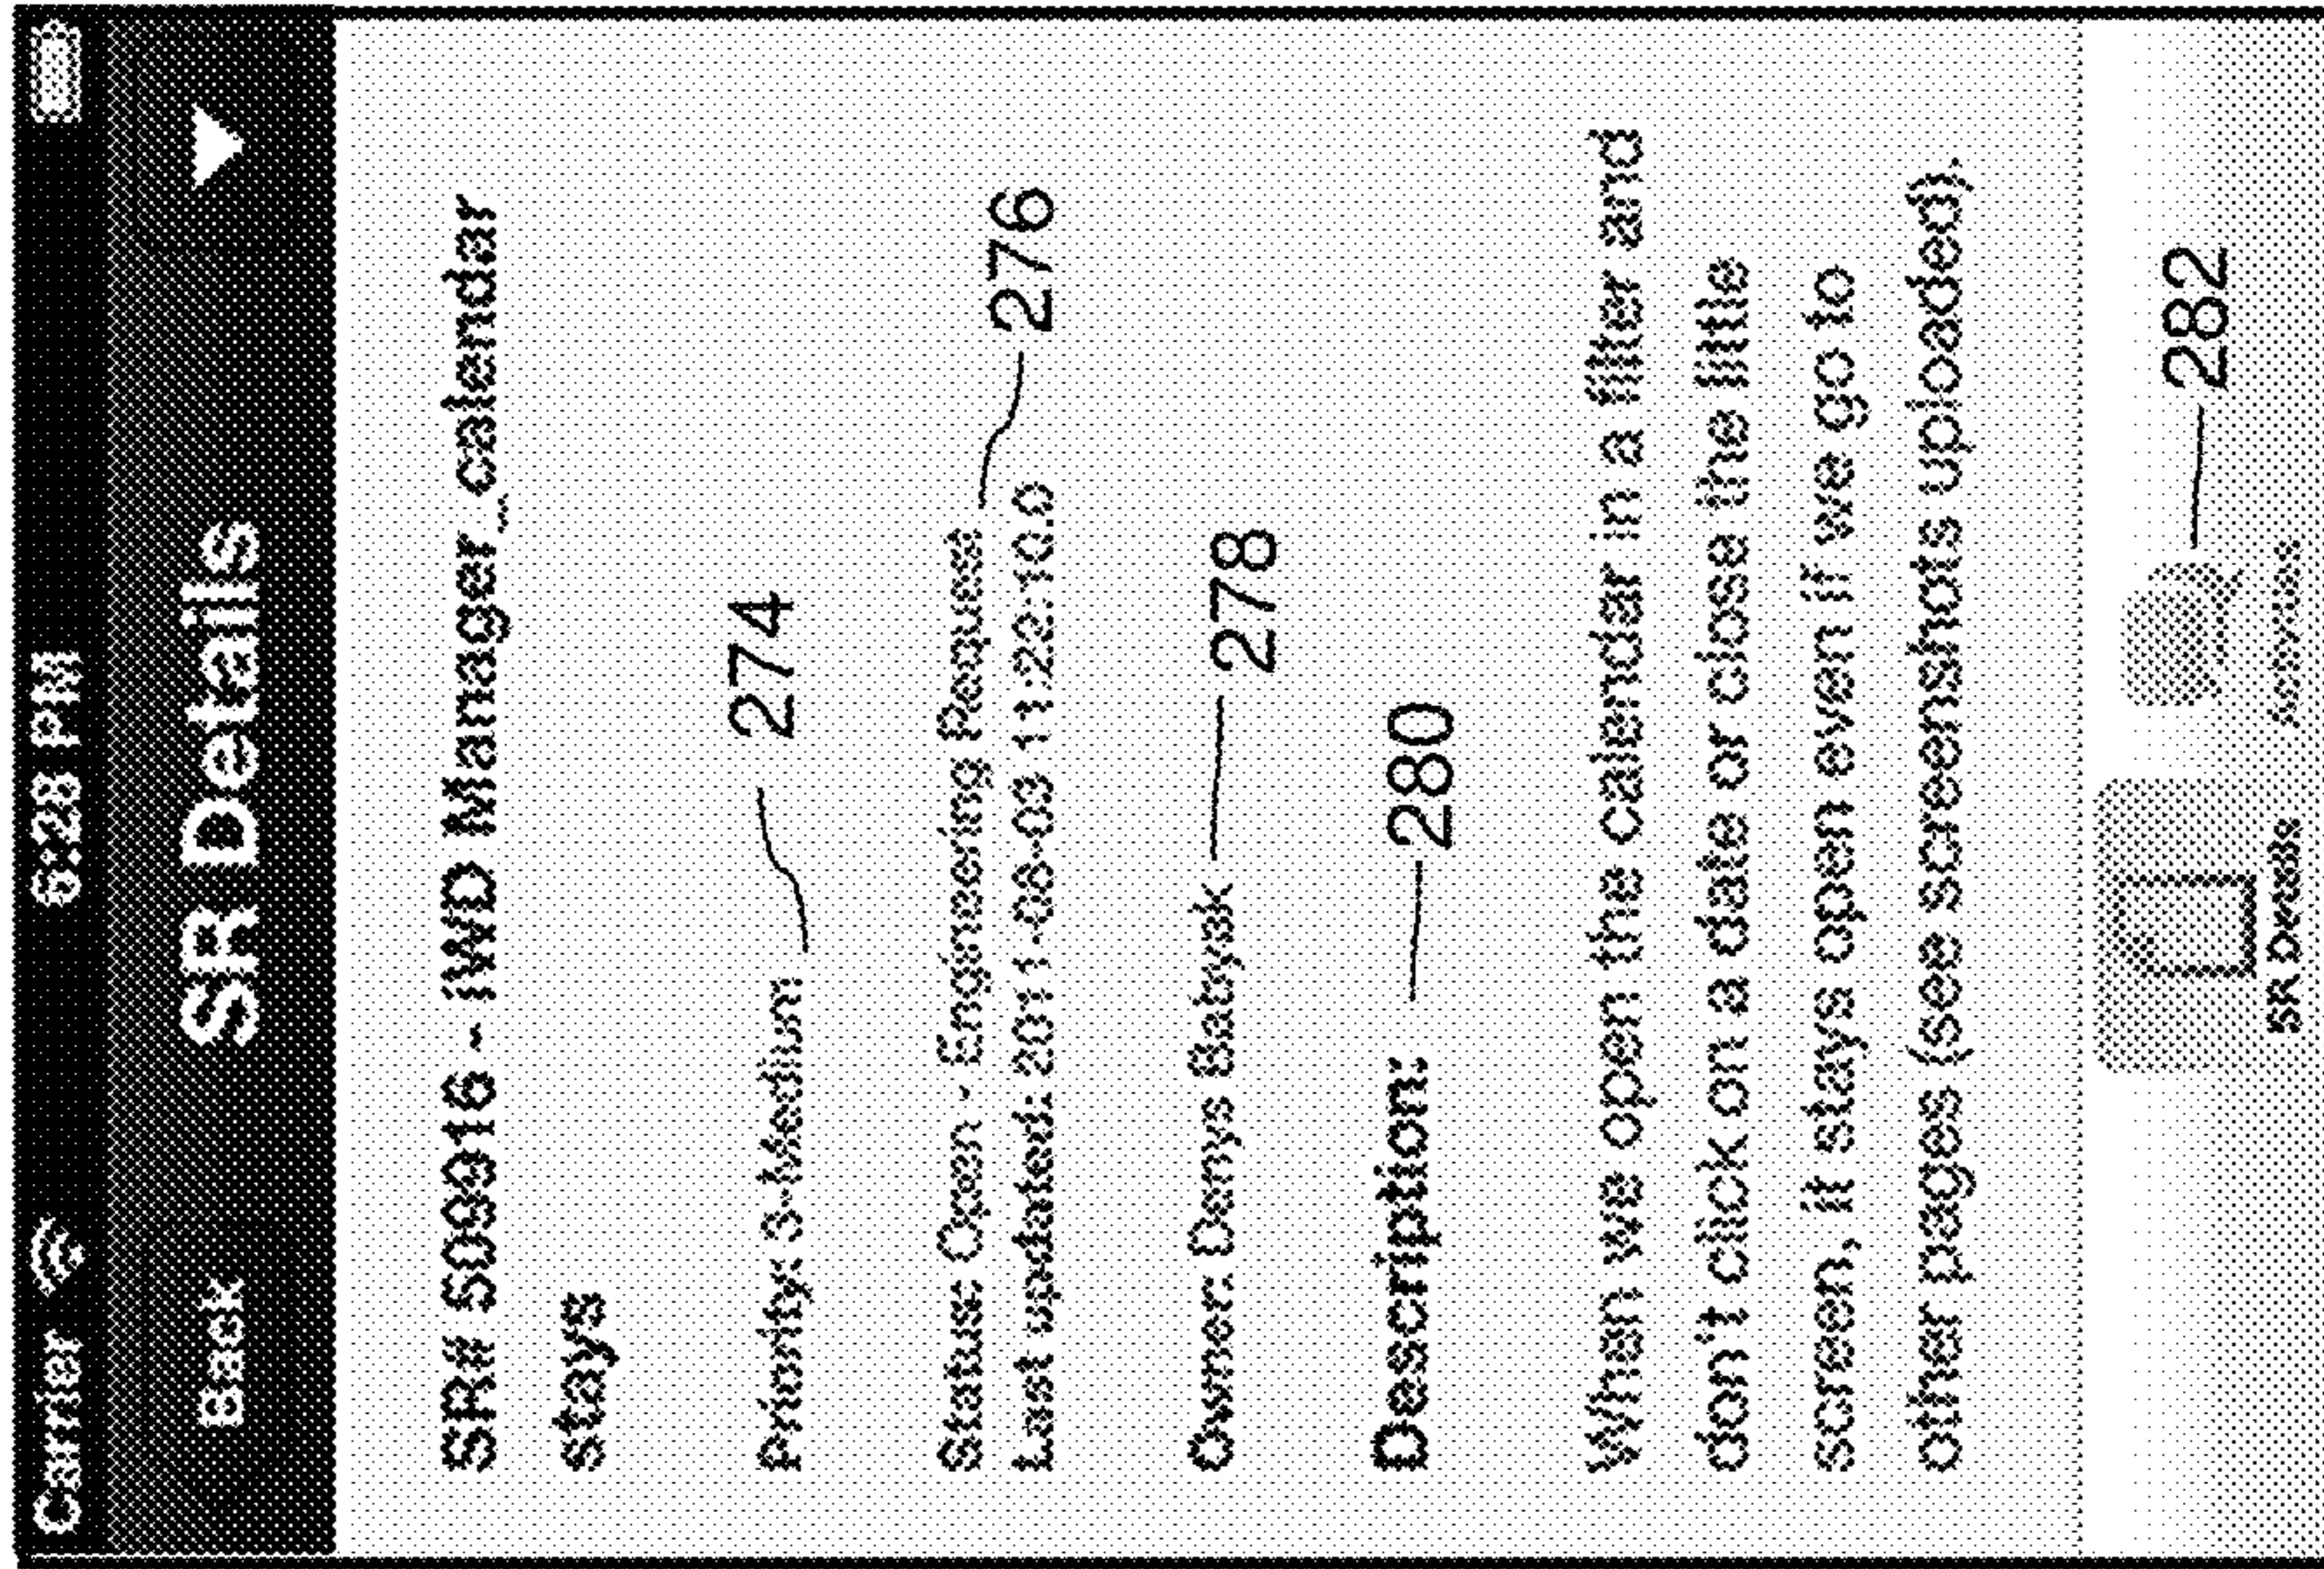 Carrier 6:28 PM
Back SR Details
SR# 509916 - iWD Manager_calendar
stays
Priority: 3-Medium 274
Status: Open - Engineering Request 276
Last updated: 2011-08-03 11:22:10.0
Owner: Denys Babysk 278
Description: 280
When we open the calendar in a filter and
don't click on a date or close the little
screen, it stays open even if we go to
other pages (see screenshots uploaded).
282
SR Details Activities